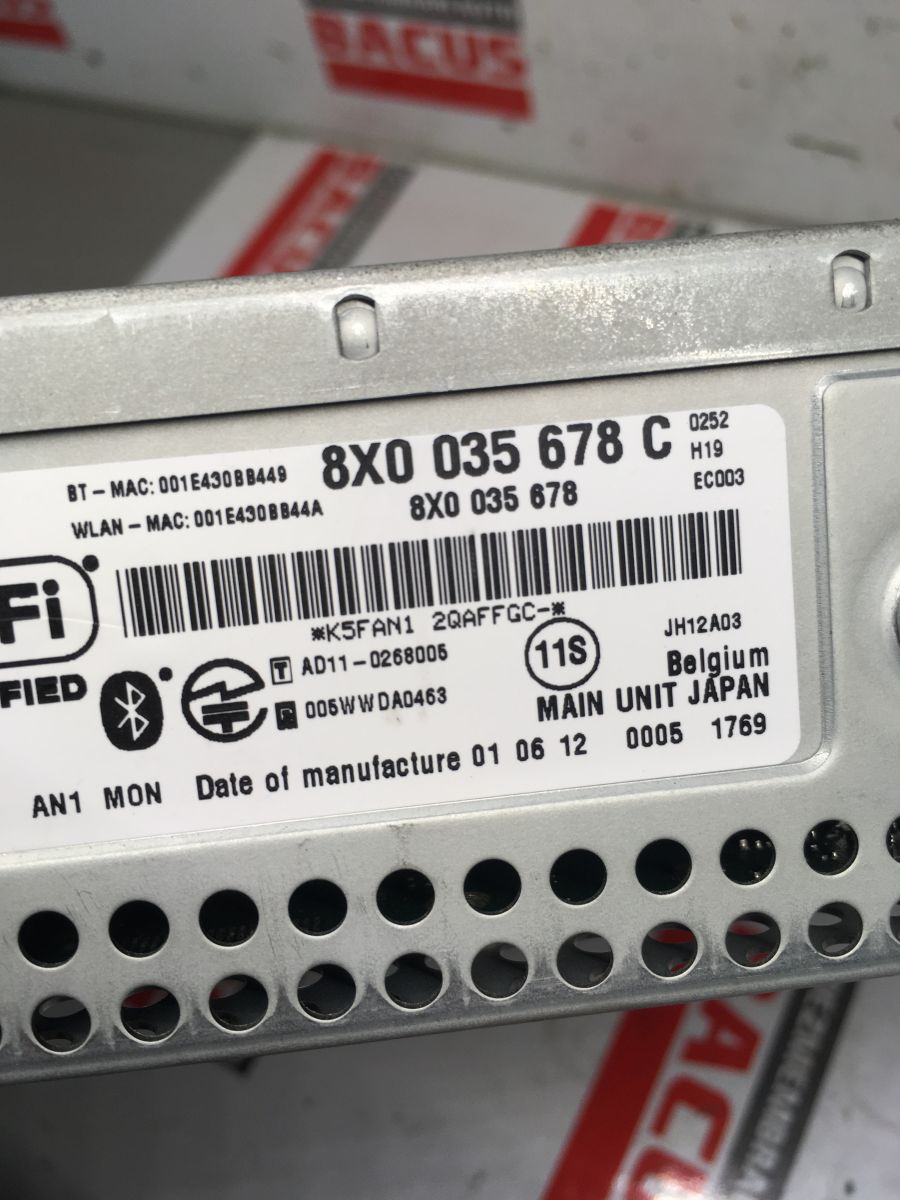 BACUS
BACUS
BT-MAC: 001E430BB449
8X0 035 678 C
0252
H19
EC003
WLAN-MAC: 001E430BB44A
8X0 035 678
Fi
*K5FAN1 2QAFFGC-*
FIED
T AD11-0268005
11S
JH12A03
R 005WWDA0463
Belgium
MAIN UNIT JAPAN
AN1 MON Date of manufacture 01 06 12 0005 1769
BACUS